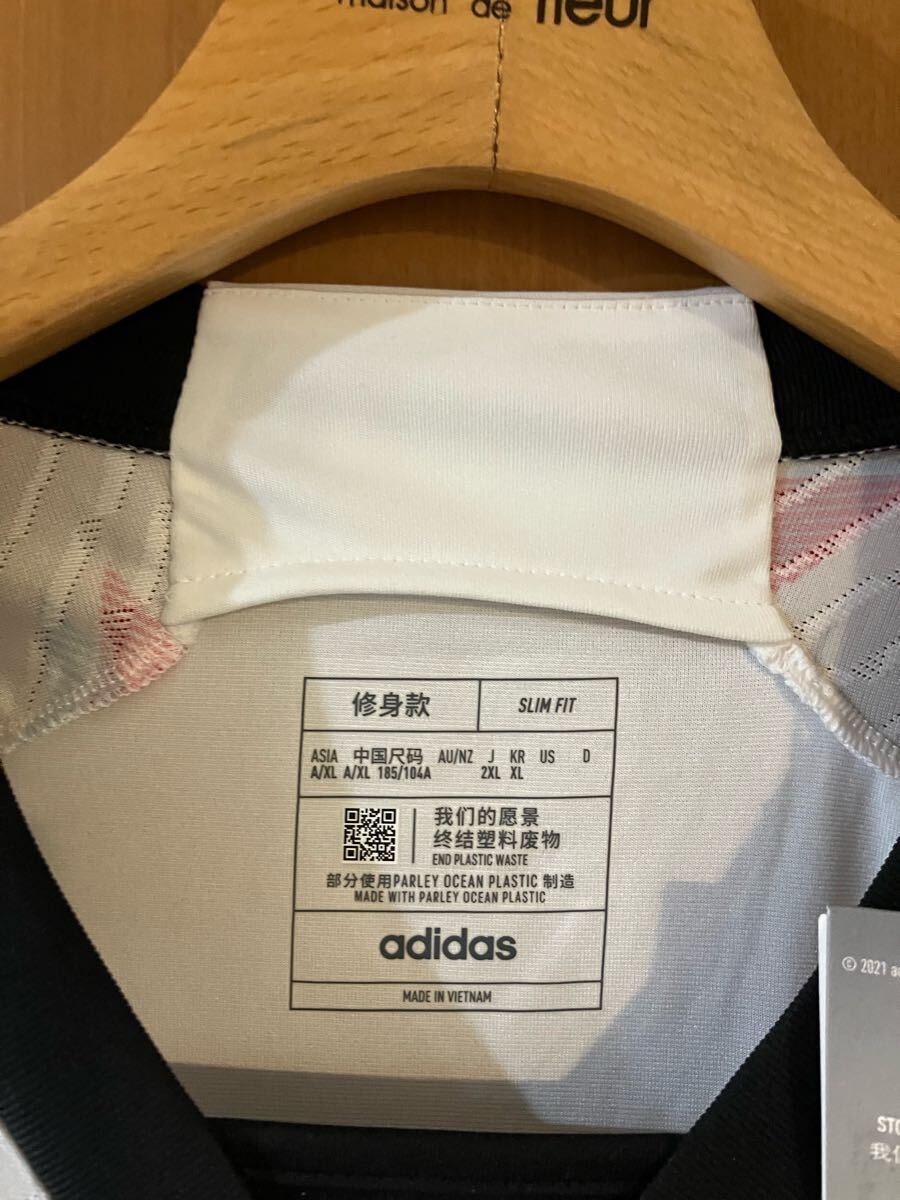 maison de fleur
修身款 SLIM FIT
ASIA 中国尺码 AU/NZ J KR US D
A/XL A/XL 185/104A 2XL XL
我们的愿景
终结塑料废物
END PLASTIC WASTE
部分使用PARLEY OCEAN PLASTIC 制造
MADE WITH PARLEY OCEAN PLASTIC
adidas
MADE IN VIETNAM
© 2021 a
STO
我们